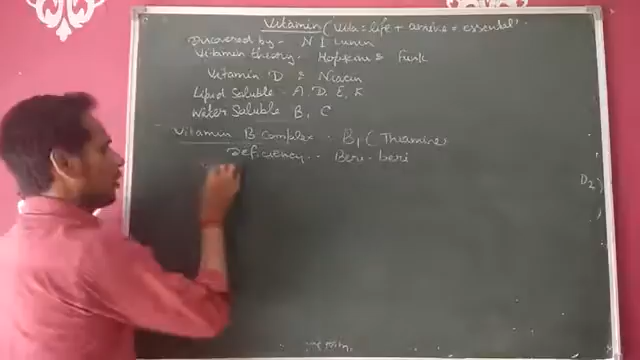 Vitamin (Vita = life + amine = essential)
Discovered by - N I Lunin
Vitamin theory - Hopkins & Funk
Vitamin D & Niacin
Lipid Soluble - A D E, K
Water Soluble B, C
Vitamin B Complex - B1 ( Thiamine
Deficiency - Beri-beri
D2)